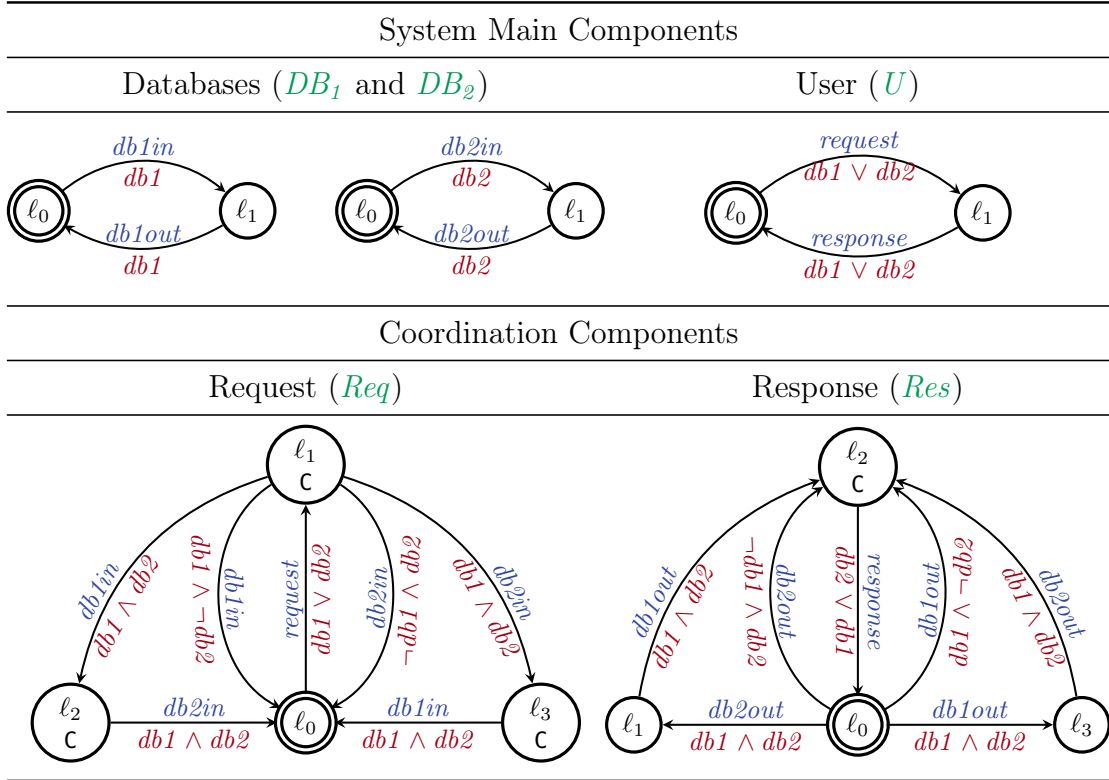 System Main Components
Databases (DB₁ and DB₂)
User (U)
db1in
db1
ℓ₀
ℓ₁
db1out
db1
db2in
db2
ℓ₀
ℓ₁
db2out
db2
request
db1 ∨ db2
ℓ₀
ℓ₁
response
db1 ∨ db2
Coordination Components
Request (Req)
Response (Res)
ℓ₁
C
db1in
db1 ∧ db2
db1 ∧ ¬db2
db1in
request
db1 ∨ db2
db2in
¬db1 ∧ db2
db2in
db1 ∧ db2
ℓ₂
C
db2in
db1 ∧ db2
ℓ₀
db1in
db1 ∧ db2
ℓ₃
C
ℓ₂
C
db1out
db1 ∧ db2
¬db1 ∧ db2
db2out
db2 ∨ db1
response
db1out
db1 ∧ ¬db2
db2out
db1 ∧ db2
ℓ₁
db2out
db1 ∧ db2
ℓ₀
db1out
db1 ∧ db2
ℓ₃